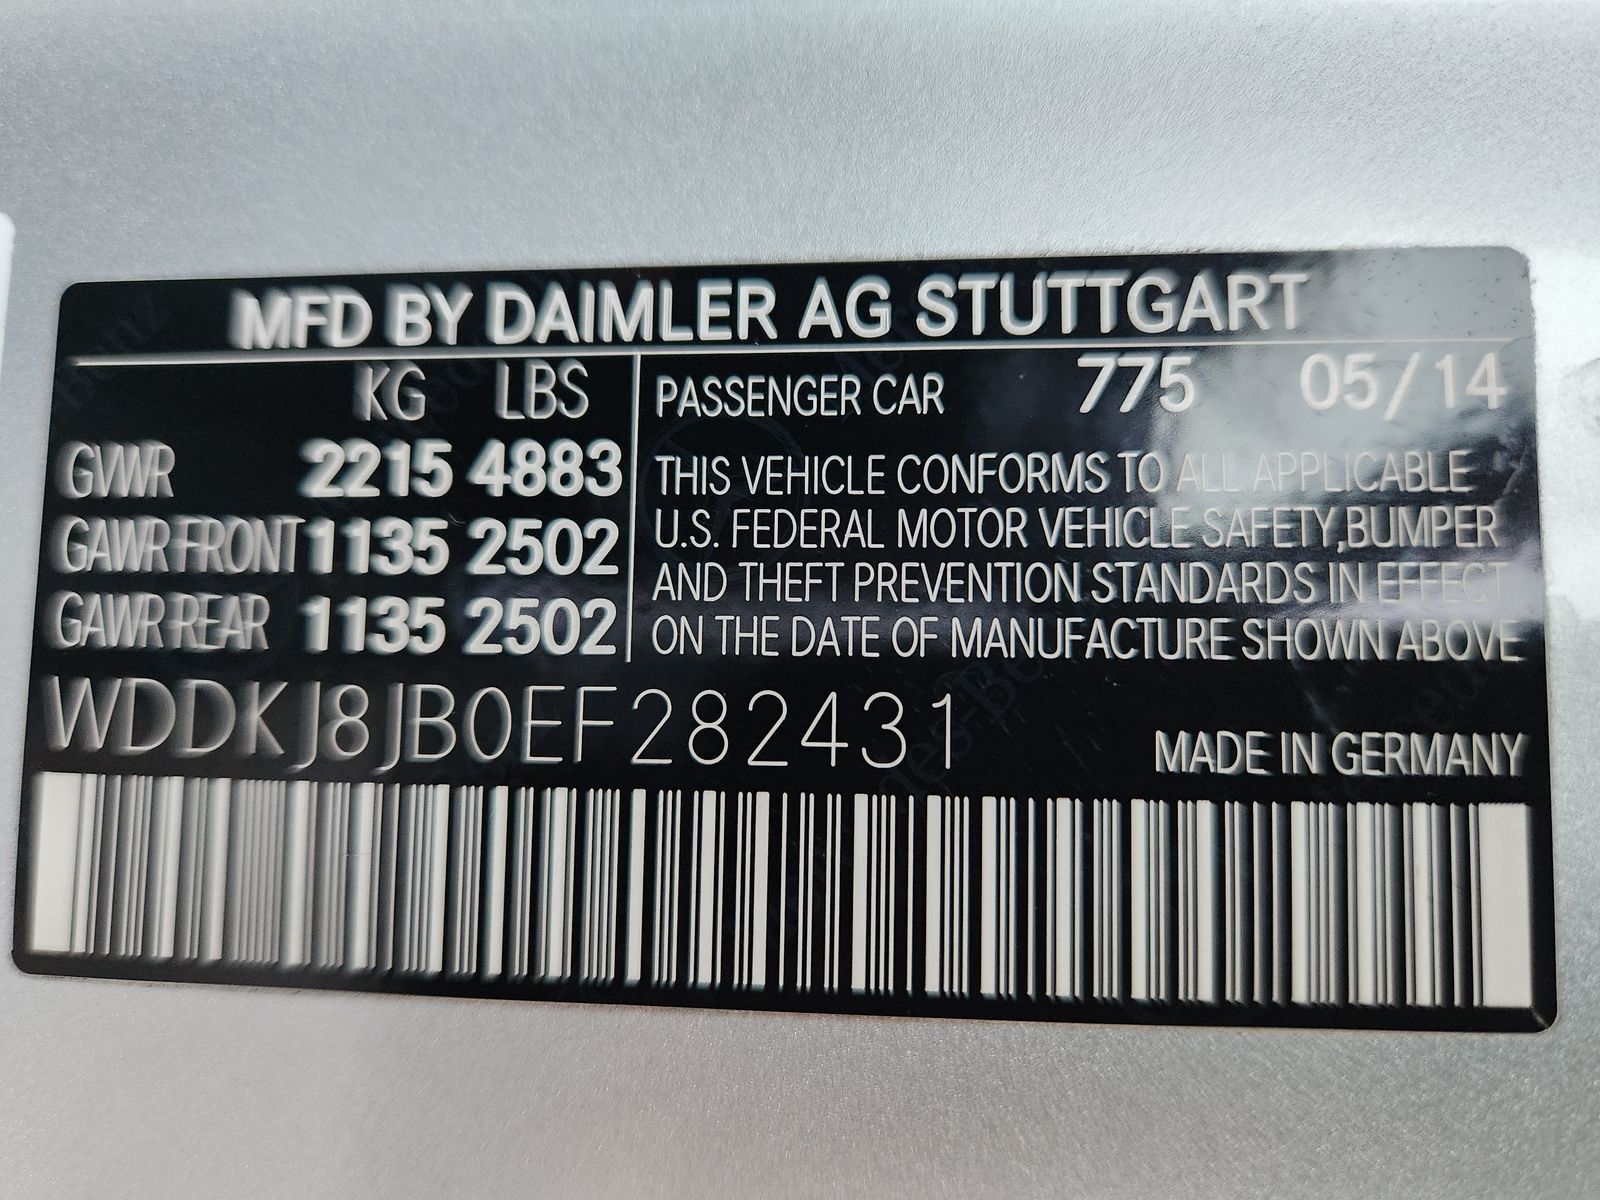 MFD BY DAIMLER AG STUTTGART
KG LBS
GVWR 2215 4883
GAWR FRONT 1135 2502
GAWR REAR 1135 2502
PASSENGER CAR 775 05/14
THIS VEHICLE CONFORMS TO ALL APPLICABLE
U.S. FEDERAL MOTOR VEHICLE SAFETY,BUMPER
AND THEFT PREVENTION STANDARDS IN EFFECT
ON THE DATE OF MANUFACTURE SHOWN ABOVE
WDDKJ8JB0EF282431
MADE IN GERMANY